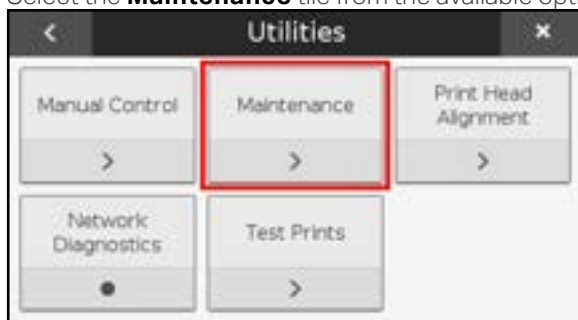 Select the Maintenance tile from the available opt
< Utilities ×
Manual Control Maintenance Print Head
Alignment
> > >
Network
Diagnostics Test Prints
• >